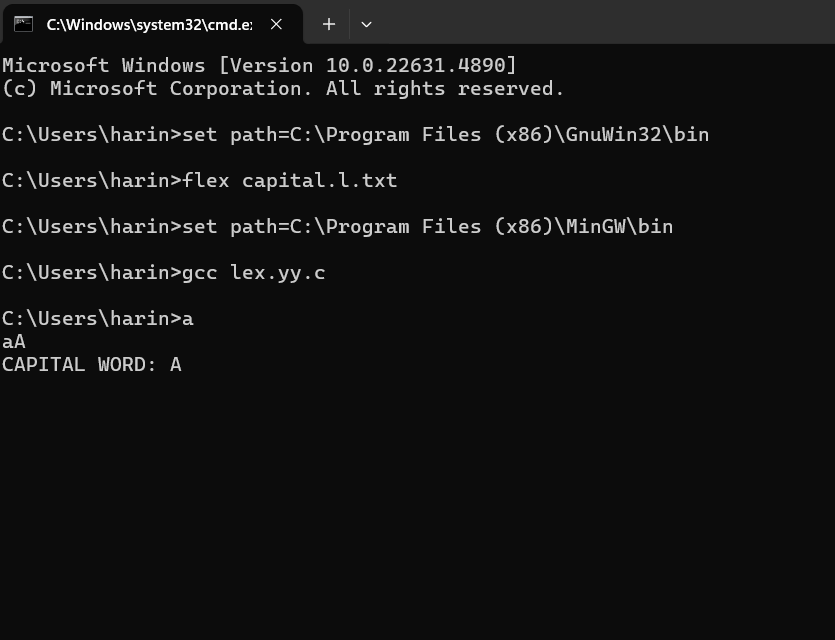 C:\Windows\system32\cmd.e
Microsoft Windows [Version 10.0.22631.4890]
(c) Microsoft Corporation. All rights reserved.
C:\Users\harin>set path=C:\Program Files (x86)\GnuWin32\bin
C:\Users\harin>flex capital.l.txt
C:\Users\harin>set path=C:\Program Files (x86)\MinGW\bin
C:\Users\harin>gcc lex.yy.c
C:\Users\harin>a
aA
CAPITAL WORD: A